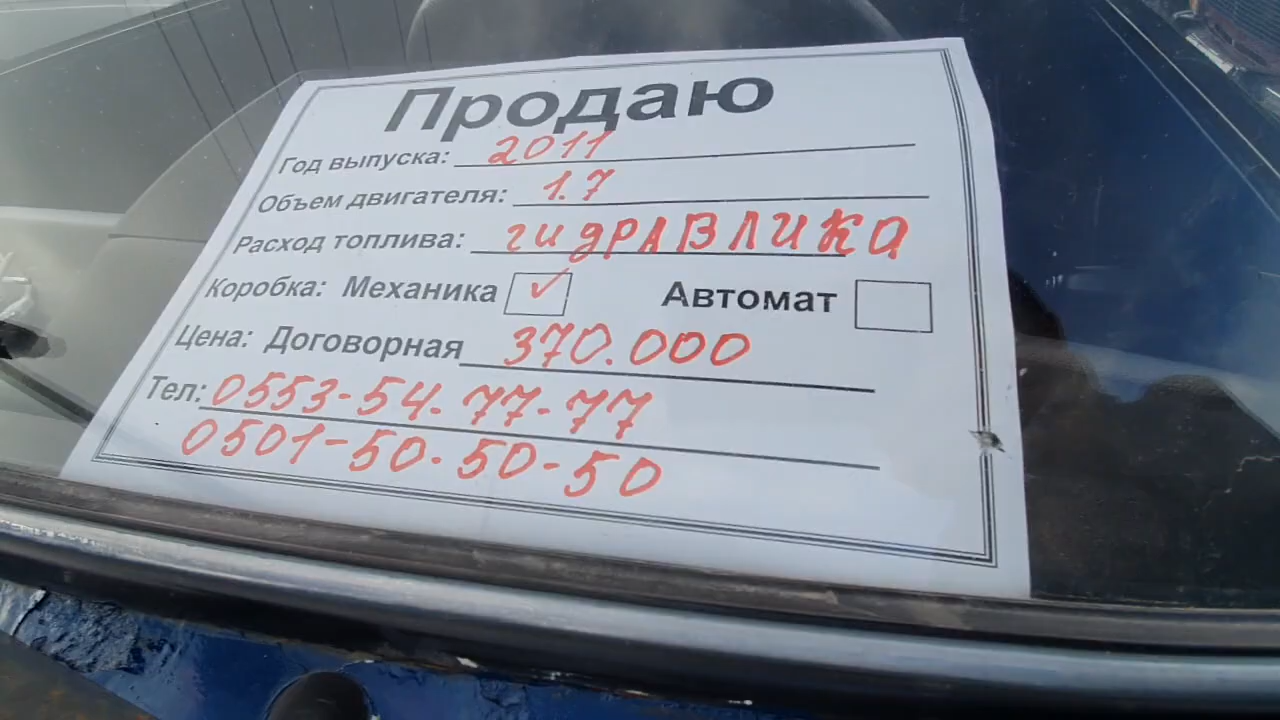 Продаю
Год выпуска: 2011
Объем двигателя: 1.7
Расход топлива: гидравлика
Коробка: Механика ✓ Автомат
Цена: Договорная 370.000
Тел: 0553-54.77-77
0501-50.50-50